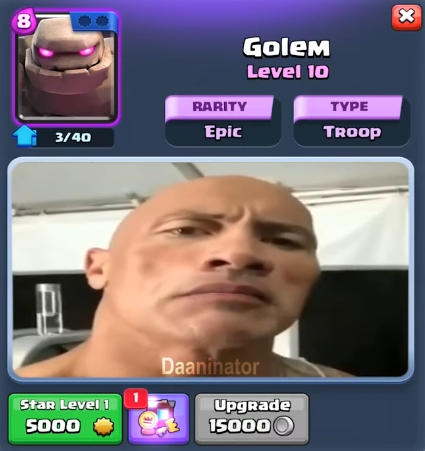 8
Golem
Level 10
RARITY
Epic
TYPE
Troop
3/40
Daaninator
Star Level 1
5000
1
Upgrade
15000